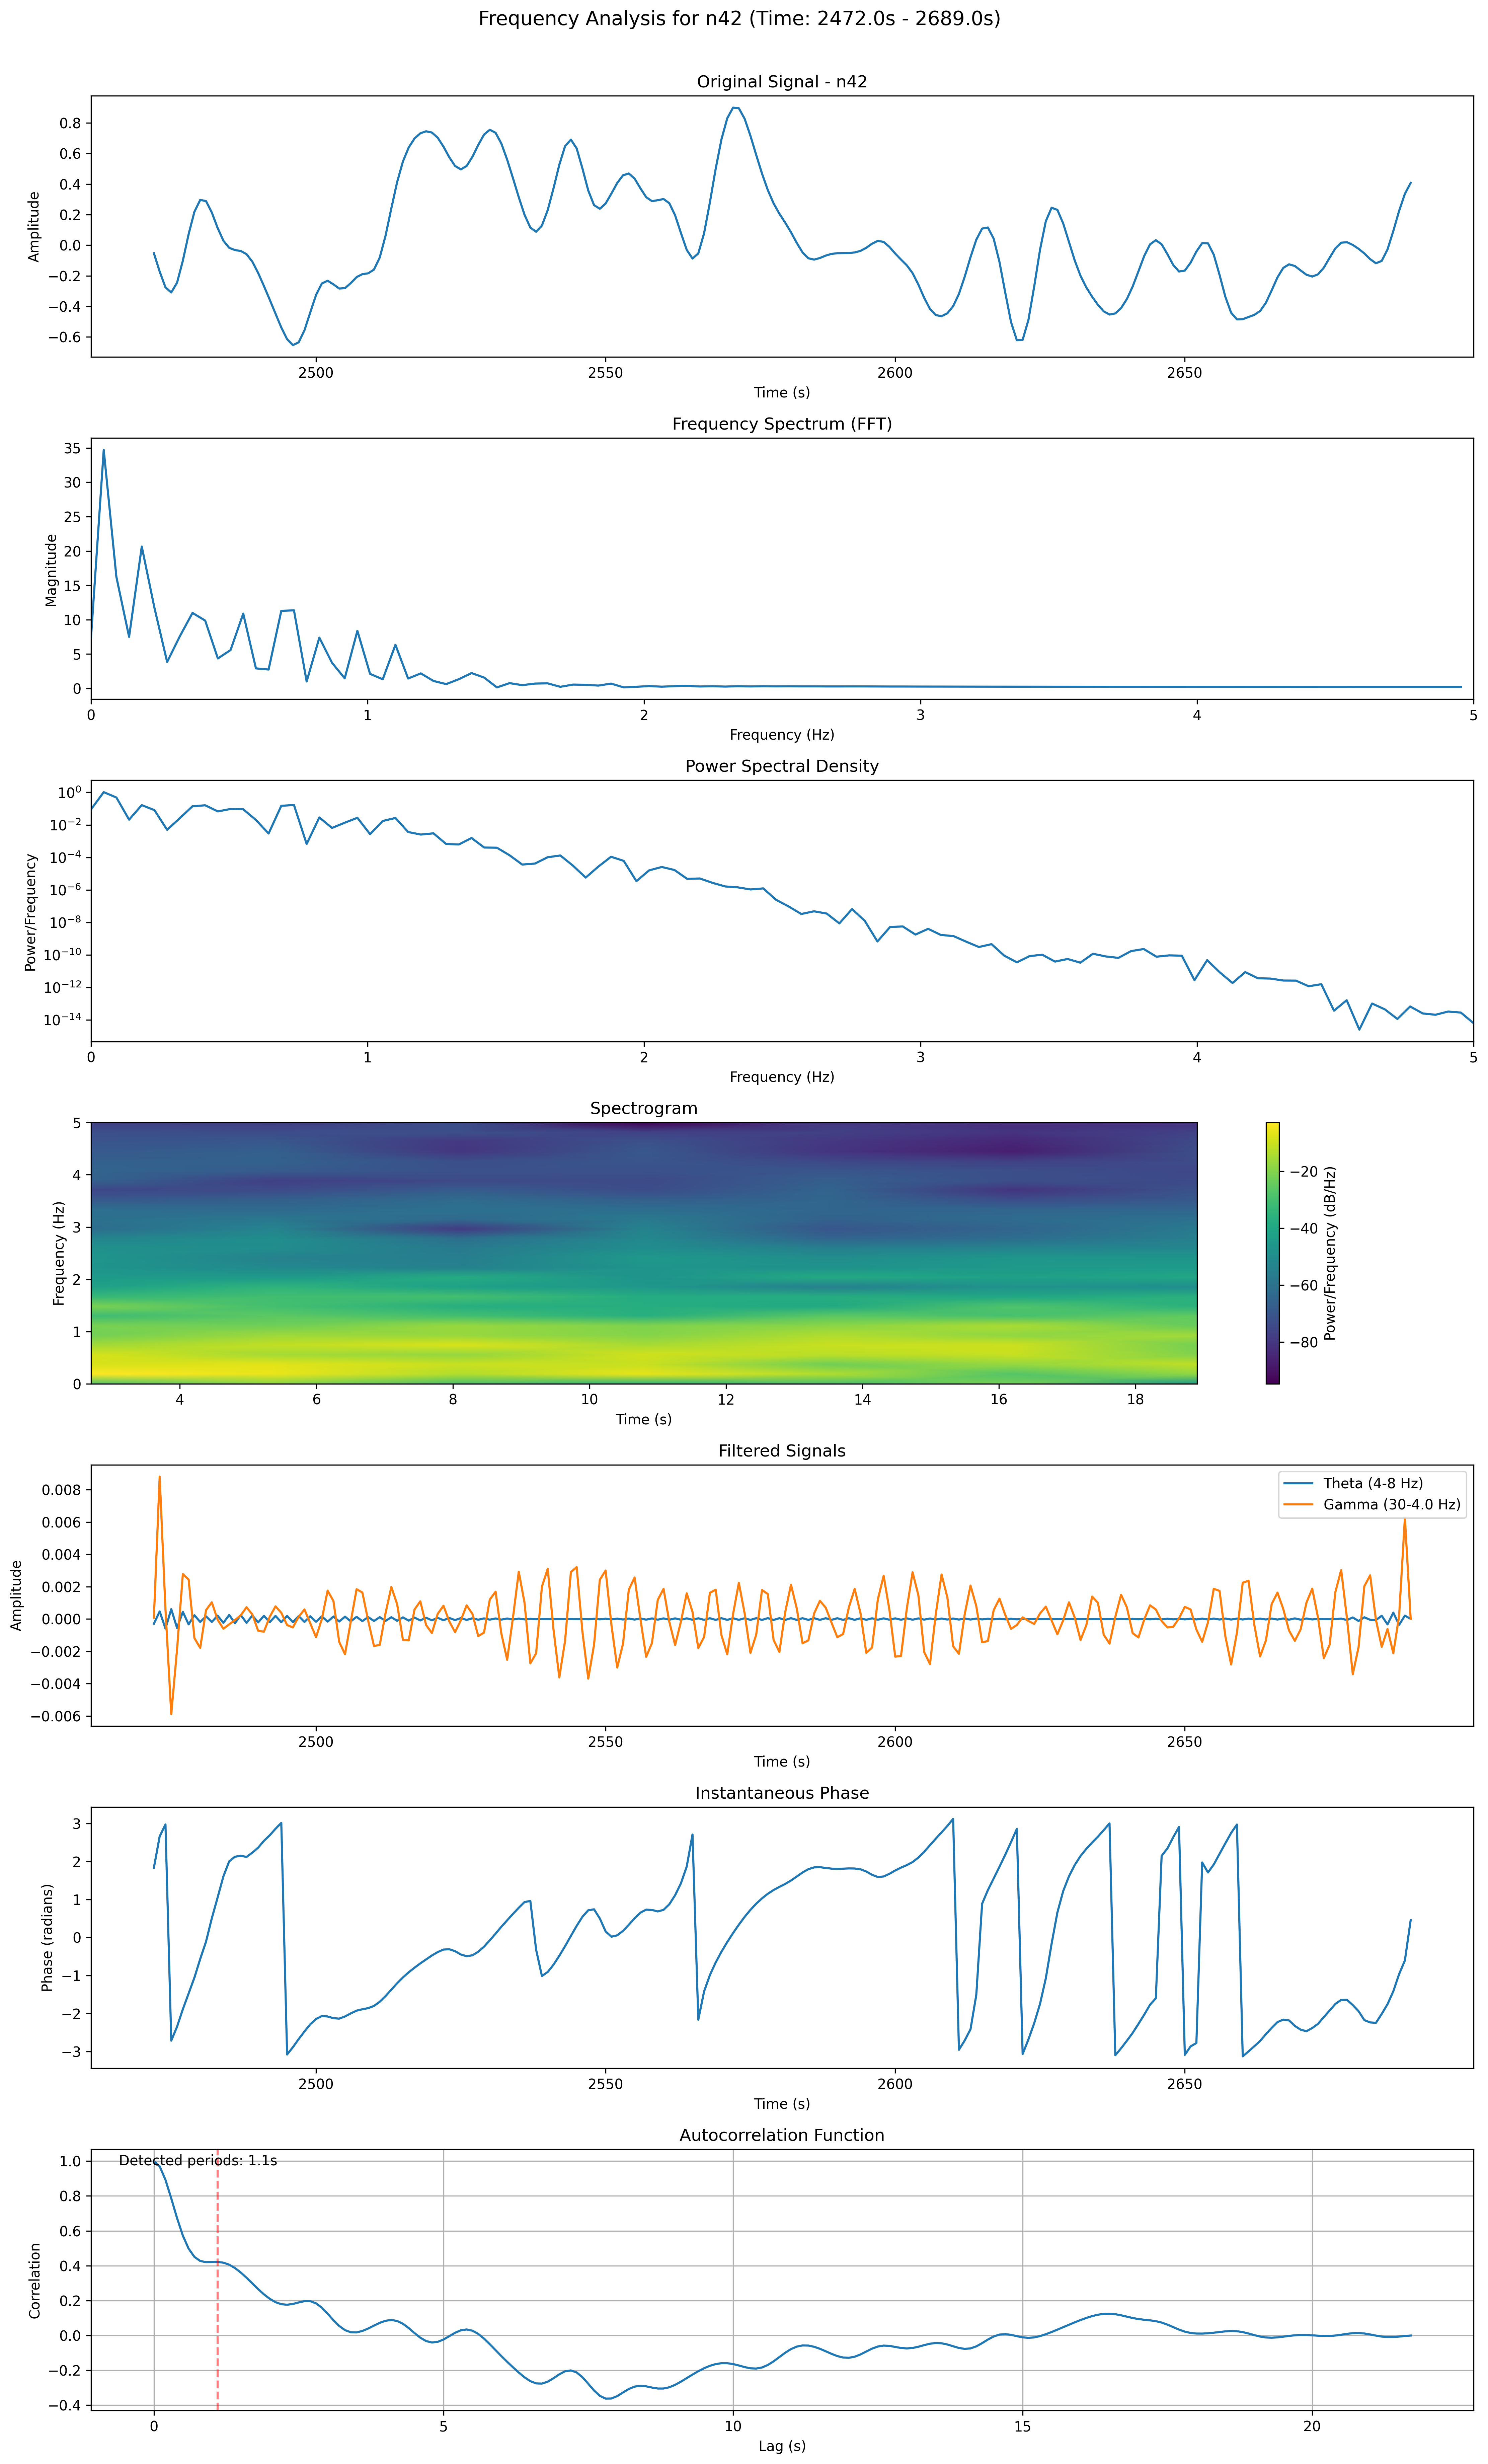 Frequency Analysis for n42 (Time: 2472.0s - 2689.0s)
Original Signal - n42
Amplitude
0.8
0.6
0.4
0.2
0.0
−0.2
−0.4
−0.6
2500 2550 2600 2650
Time (s)
Frequency Spectrum (FFT)
Magnitude
35
30
25
20
15
10
5
0
0 1 2 3 4 5
Frequency (Hz)
Power Spectral Density
Power/Frequency
10⁰
10⁻²
10⁻⁴
10⁻⁶
10⁻⁸
10⁻¹⁰
10⁻¹²
10⁻¹⁴
0 1 2 3 4 5
Frequency (Hz)
Spectrogram
Frequency (Hz)
5
4
3
2
1
0
4 6 8 10 12 14 16 18
Time (s)
−20
−40
−60
−80
Power/Frequency (dB/Hz)
Filtered Signals
Theta (4-8 Hz)
Gamma (30-4.0 Hz)
Amplitude
0.008
0.006
0.004
0.002
0.000
−0.002
−0.004
−0.006
2500 2550 2600 2650
Time (s)
Instantaneous Phase
Phase (radians)
3
2
1
0
−1
−2
−3
2500 2550 2600 2650
Time (s)
Autocorrelation Function
Detected periods: 1.1s
Correlation
1.0
0.8
0.6
0.4
0.2
0.0
−0.2
−0.4
0 5 10 15 20
Lag (s)